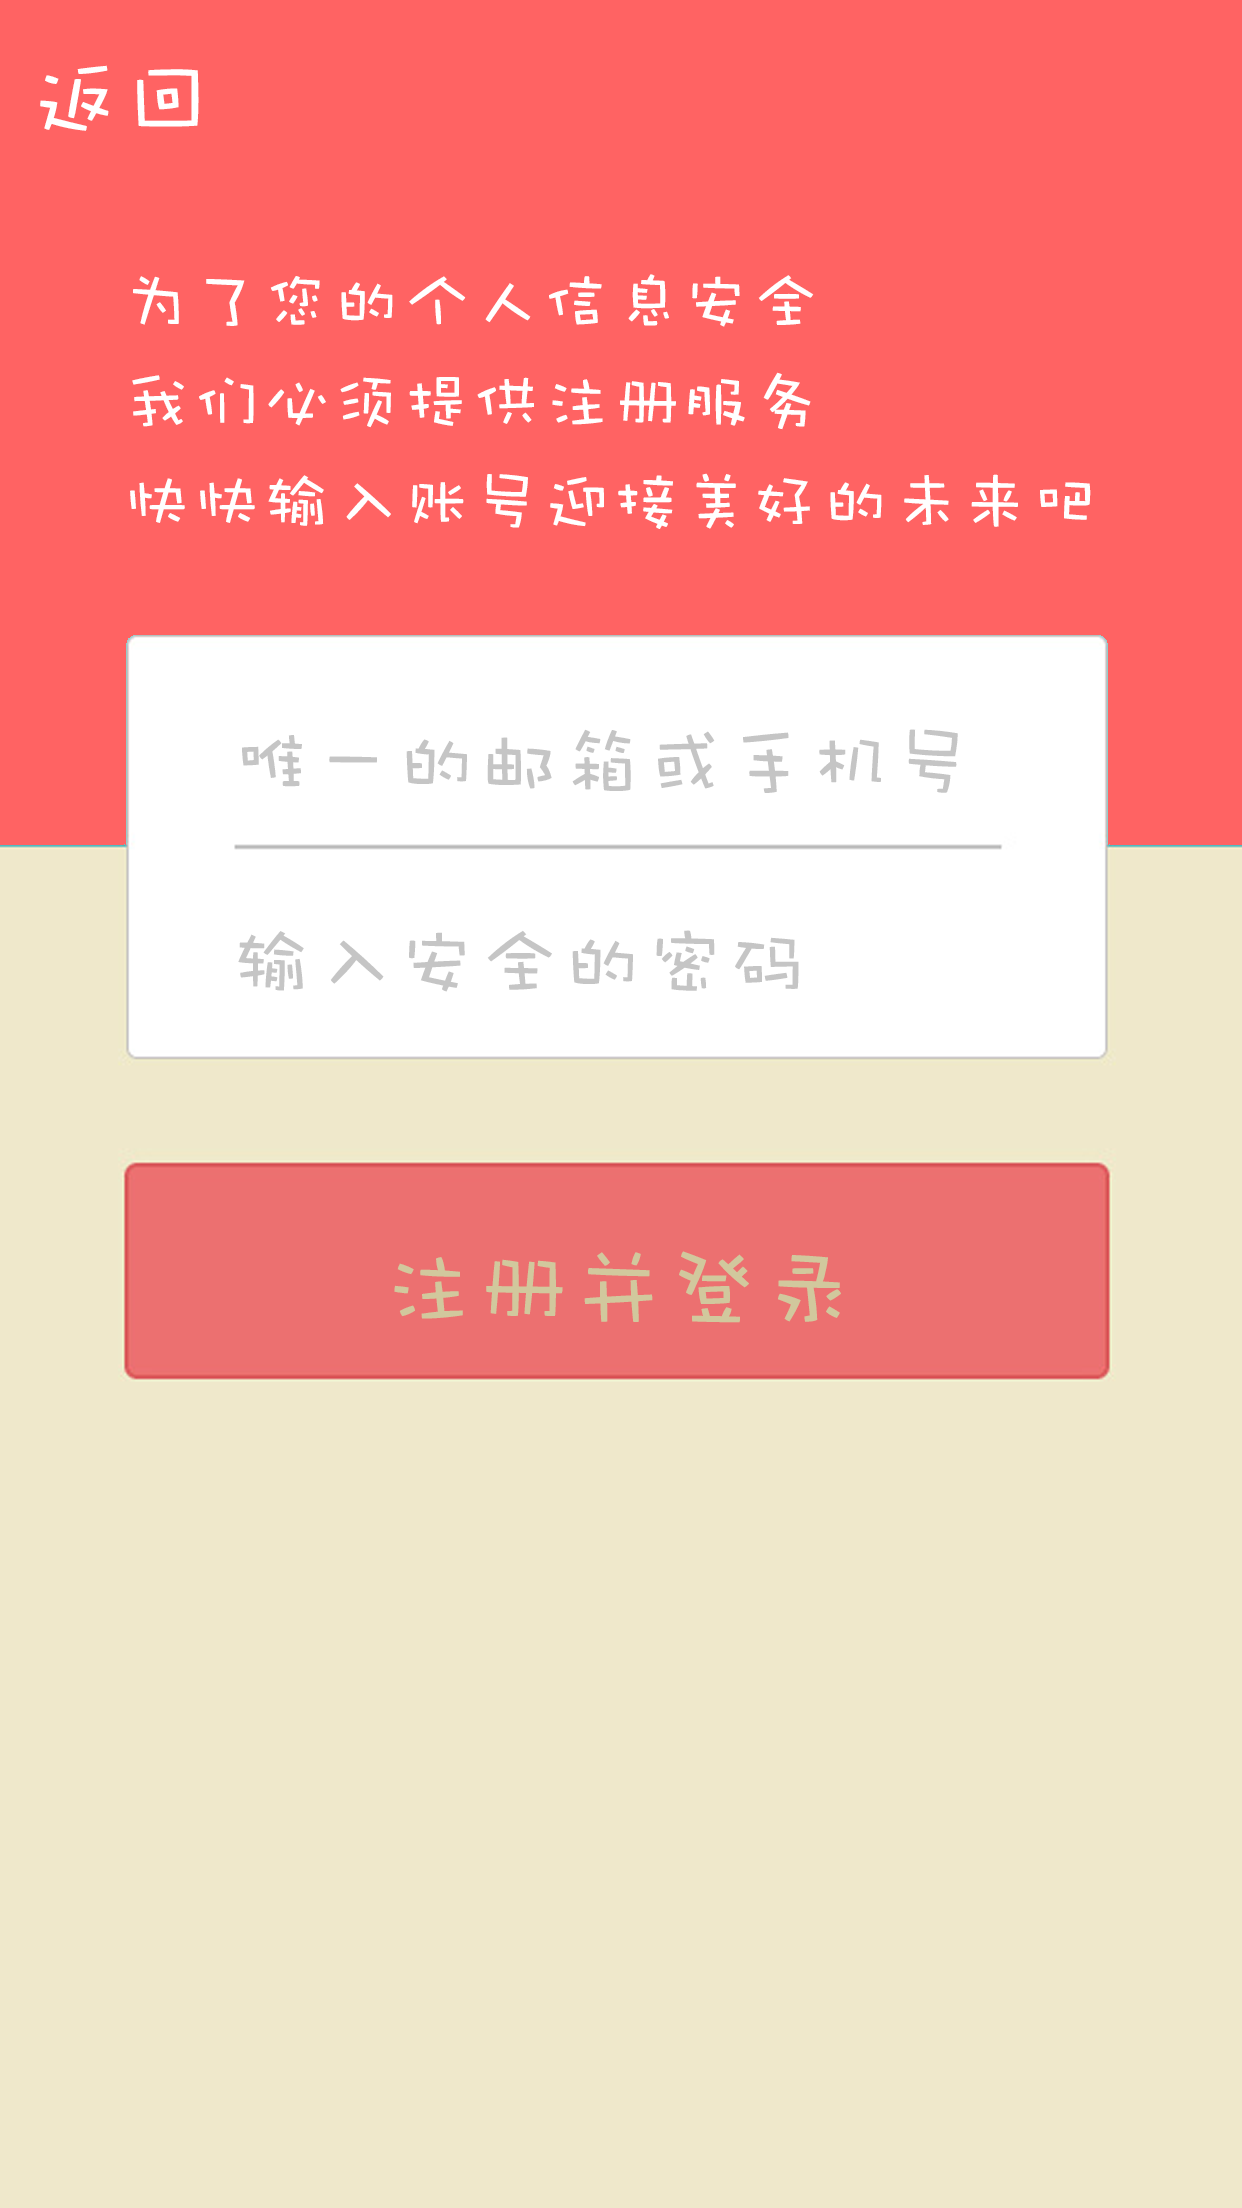 返回
为了您的个人信息安全
我们必须提供注册服务
快快输入账号迎接美好的未来吧
唯一的邮箱或手机号
输入安全的密码
注册并登录